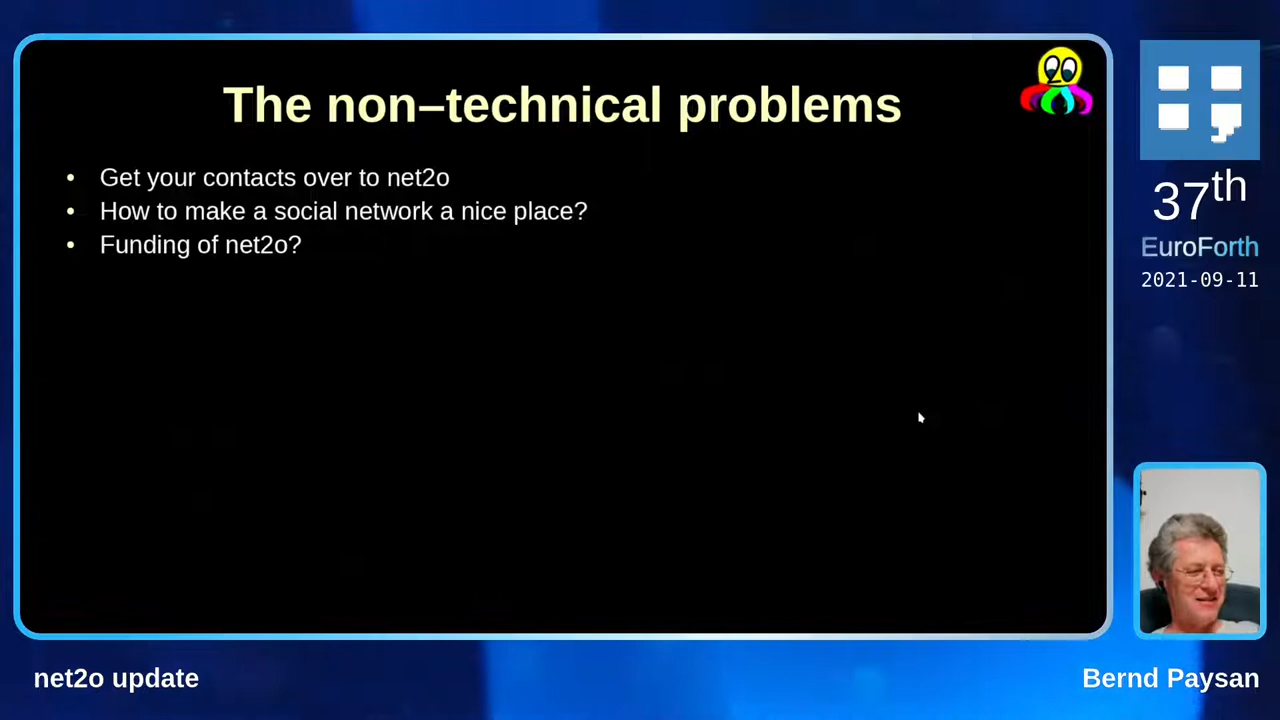 The non–technical problems
• Get your contacts over to net2o
• How to make a social network a nice place?
• Funding of net2o?
37th
EuroForth
2021-09-11
net2o update
Bernd Paysan